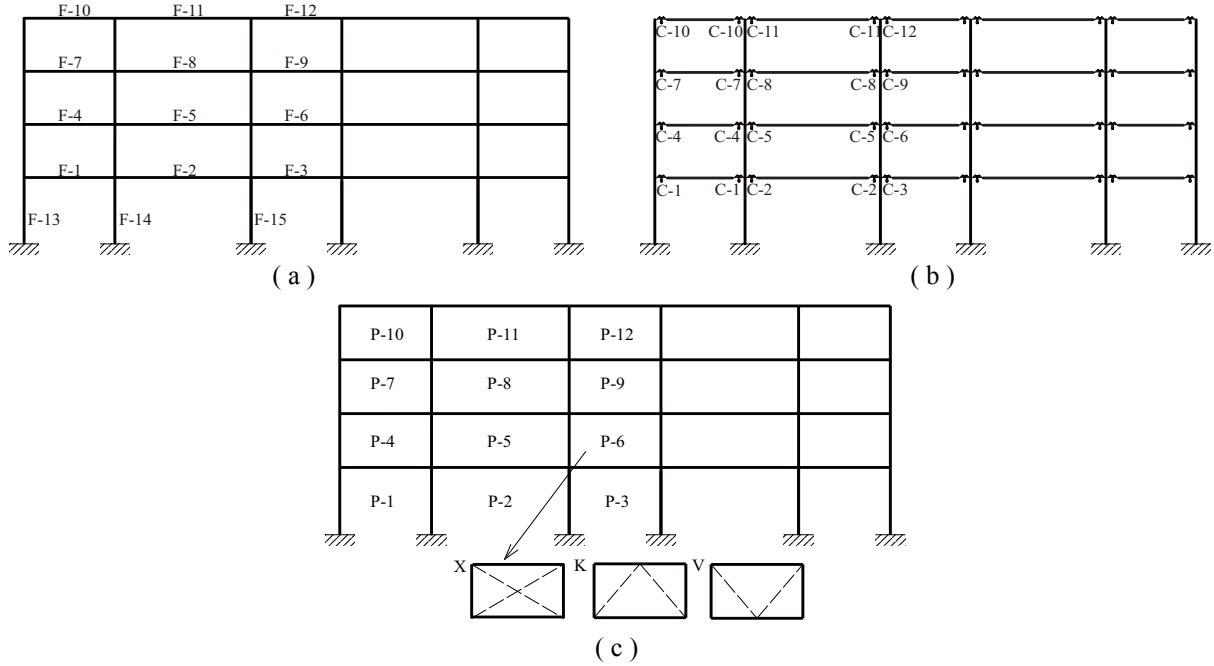 F-10 F-11 F-12
F-7 F-8 F-9
F-4 F-5 F-6
F-1 F-2 F-3
F-13 F-14 F-15
( a )
C-10 C-10 C-11 C-11 C-12
C-7 C-7 C-8 C-8 C-9
C-4 C-4 C-5 C-5 C-6
C-1 C-1 C-2 C-2 C-3
( b )
P-10 P-11 P-12
P-7 P-8 P-9
P-4 P-5 P-6
P-1 P-2 P-3
X K V
( c )